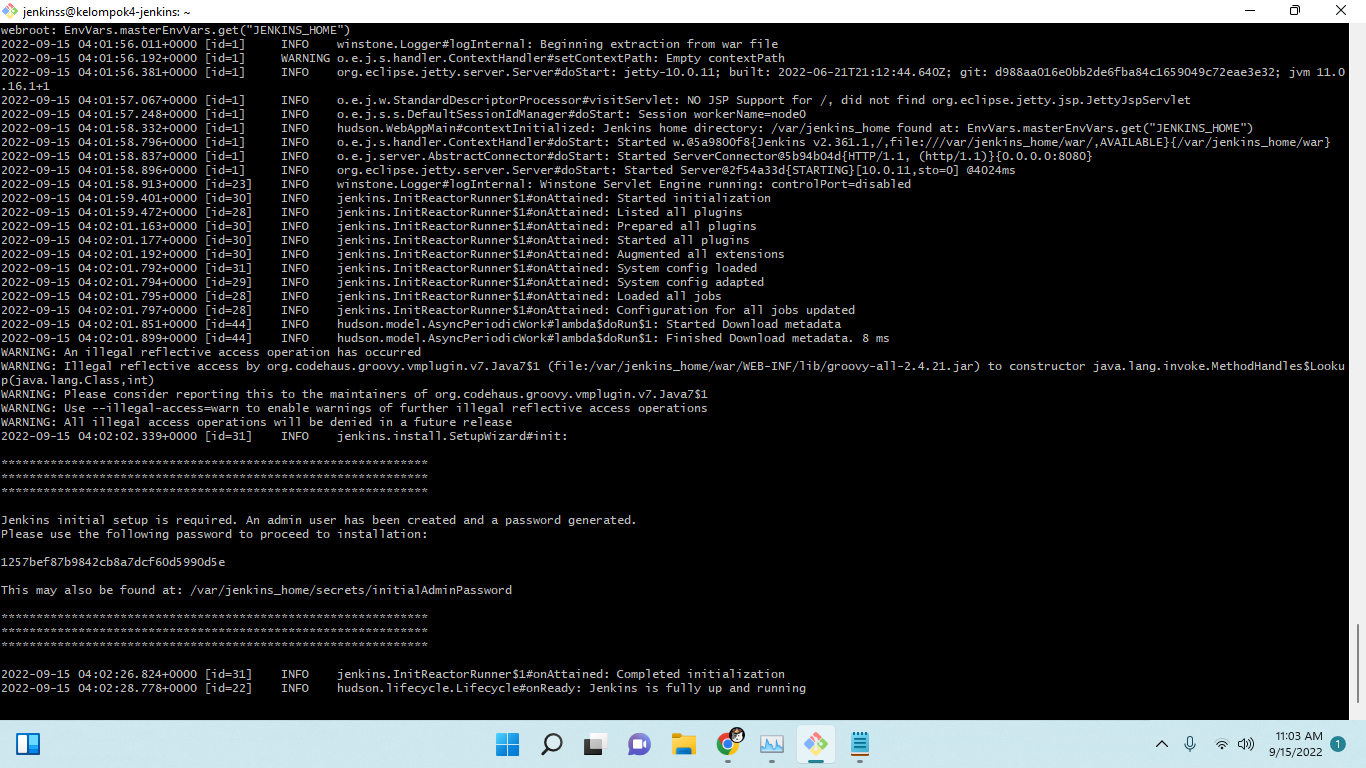 jenkinss@kelompok4-jenkins: ~
webroot: EnvVars.masterEnvVars.get("JENKINS_HOME")
2022-09-15 04:01:56.011+0000 [id=1] INFO winstone.Logger#logInternal: Beginning extraction from war file
2022-09-15 04:01:56.192+0000 [id=1] WARNING o.e.j.s.handler.ContextHandler#setContextPath: Empty contextPath
2022-09-15 04:01:56.381+0000 [id=1] INFO org.eclipse.jetty.server.Server#doStart: jetty-10.0.11; built: 2022-06-21T21:12:44.640Z; git: d988aa016e0bb2de6fba84c1659049c72eae3e32; jvm 11.0
.16.1+1
2022-09-15 04:01:57.067+0000 [id=1] INFO o.e.j.w.StandardDescriptorProcessor#visitServlet: NO JSP Support for /, did not find org.eclipse.jetty.jsp.JettyJspServlet
2022-09-15 04:01:57.248+0000 [id=1] INFO o.e.j.s.s.DefaultSessionIdManager#doStart: Session workerName=node0
2022-09-15 04:01:58.332+0000 [id=1] INFO hudson.WebAppMain#contextInitialized: Jenkins home directory: /var/jenkins_home found at: EnvVars.masterEnvVars.get("JENKINS_HOME")
2022-09-15 04:01:58.796+0000 [id=1] INFO o.e.j.s.handler.ContextHandler#doStart: Started w.@5a9800f8{Jenkins v2.361.1,/,file:///var/jenkins_home/war/,AVAILABLE}{/var/jenkins_home/war}
2022-09-15 04:01:58.837+0000 [id=1] INFO o.e.j.server.AbstractConnector#doStart: Started ServerConnector@5b94b04d{HTTP/1.1, (http/1.1)}{0.0.0.0:8080}
2022-09-15 04:01:58.896+0000 [id=1] INFO org.eclipse.jetty.server.Server#doStart: Started Server@2f54a33d{STARTING}[10.0.11,sto=0] @4024ms
2022-09-15 04:01:58.913+0000 [id=23] INFO winstone.Logger#logInternal: Winstone Servlet Engine running: controlPort=disabled
2022-09-15 04:01:59.401+0000 [id=30] INFO jenkins.InitReactorRunner$1#onAttained: Started initialization
2022-09-15 04:01:59.472+0000 [id=28] INFO jenkins.InitReactorRunner$1#onAttained: Listed all plugins
2022-09-15 04:02:01.163+0000 [id=30] INFO jenkins.InitReactorRunner$1#onAttained: Prepared all plugins
2022-09-15 04:02:01.177+0000 [id=30] INFO jenkins.InitReactorRunner$1#onAttained: Started all plugins
2022-09-15 04:02:01.192+0000 [id=30] INFO jenkins.InitReactorRunner$1#onAttained: Augmented all extensions
2022-09-15 04:02:01.792+0000 [id=31] INFO jenkins.InitReactorRunner$1#onAttained: System config loaded
2022-09-15 04:02:01.794+0000 [id=29] INFO jenkins.InitReactorRunner$1#onAttained: System config adapted
2022-09-15 04:02:01.795+0000 [id=28] INFO jenkins.InitReactorRunner$1#onAttained: Loaded all jobs
2022-09-15 04:02:01.797+0000 [id=28] INFO jenkins.InitReactorRunner$1#onAttained: Configuration for all jobs updated
2022-09-15 04:02:01.851+0000 [id=44] INFO hudson.model.AsyncPeriodicWork#lambda$doRun$1: Started Download metadata
2022-09-15 04:02:01.899+0000 [id=44] INFO hudson.model.AsyncPeriodicWork#lambda$doRun$1: Finished Download metadata. 8 ms
WARNING: An illegal reflective access operation has occurred
WARNING: Illegal reflective access by org.codehaus.groovy.vmplugin.v7.Java7$1 (file:/var/jenkins_home/war/WEB-INF/lib/groovy-all-2.4.21.jar) to constructor java.lang.invoke.MethodHandles$Looku
p(java.lang.Class,int)
WARNING: Please consider reporting this to the maintainers of org.codehaus.groovy.vmplugin.v7.Java7$1
WARNING: Use --illegal-access=warn to enable warnings of further illegal reflective access operations
WARNING: All illegal access operations will be denied in a future release
2022-09-15 04:02:02.339+0000 [id=31] INFO jenkins.install.SetupWizard#init:
*************************************************************
*************************************************************
*************************************************************
Jenkins initial setup is required. An admin user has been created and a password generated.
Please use the following password to proceed to installation:
1257bef87b9842cb8a7dcf60d5990d5e
This may also be found at: /var/jenkins_home/secrets/initialAdminPassword
*************************************************************
*************************************************************
*************************************************************
2022-09-15 04:02:26.824+0000 [id=31] INFO jenkins.InitReactorRunner$1#onAttained: Completed initialization
2022-09-15 04:02:28.778+0000 [id=22] INFO hudson.lifecycle.Lifecycle#onReady: Jenkins is fully up and running
11:03 AM
9/15/2022
1